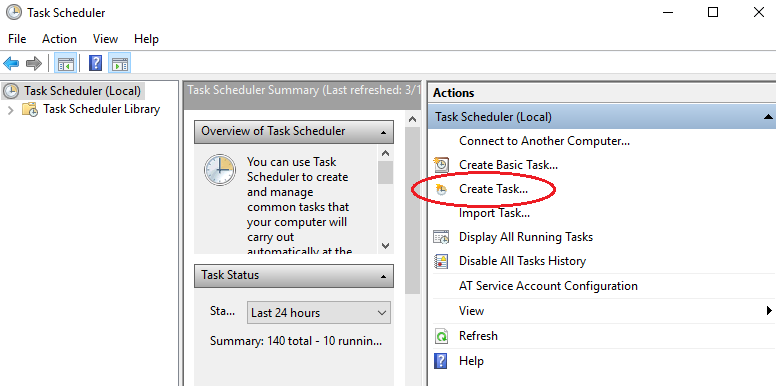 Task Scheduler
File Action View Help
Task Scheduler (Local)
Task Scheduler Library
Task Scheduler Summary (Last refreshed: 3/1
Overview of Task Scheduler
You can use Task
Scheduler to create
and manage
common tasks that
your computer will
carry out
automatically at the
Task Status
Sta... Last 24 hours
Summary: 140 total - 10 runnin...
Actions
Task Scheduler (Local)
Connect to Another Computer...
Create Basic Task...
Create Task...
Import Task...
Display All Running Tasks
Disable All Tasks History
AT Service Account Configuration
View
Refresh
Help